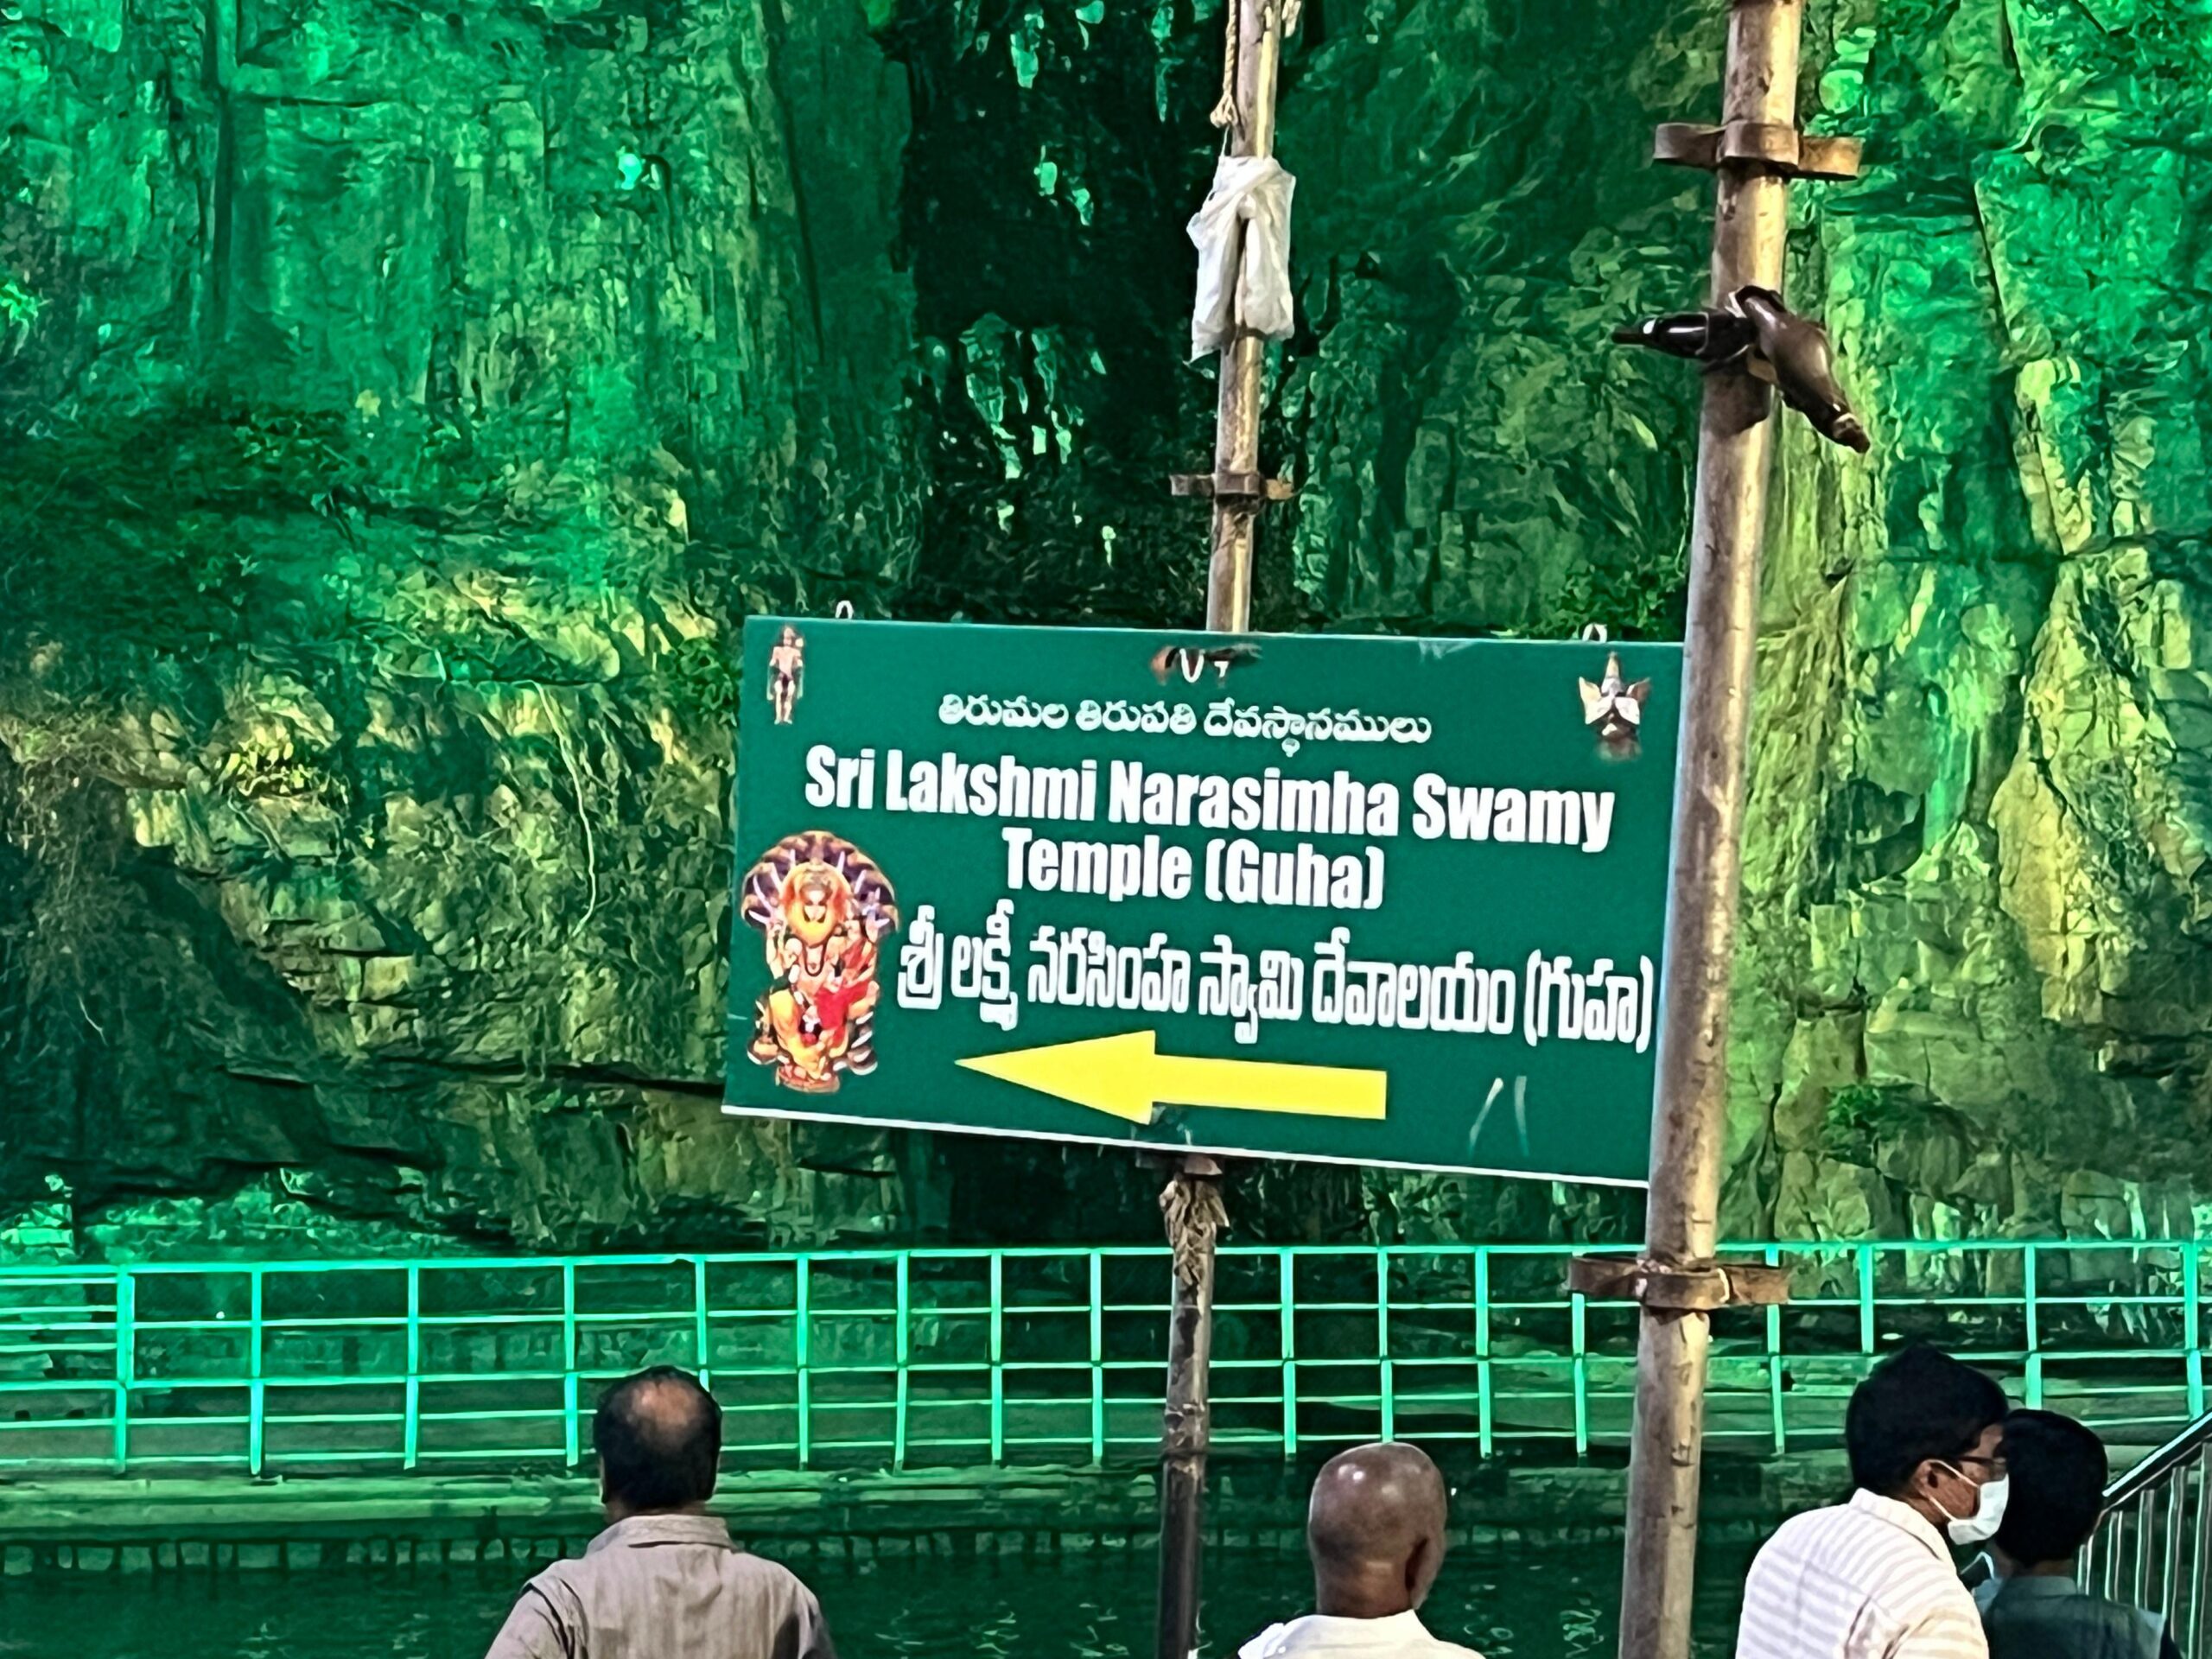 తిరుమల తిరుపతి దేవస్థానములు
Sri Lakshmi Narasimha Swamy
Temple (Guha)
శ్రీ లక్ష్మీ నరసింహ స్వామి దేవాలయం (గుహ)